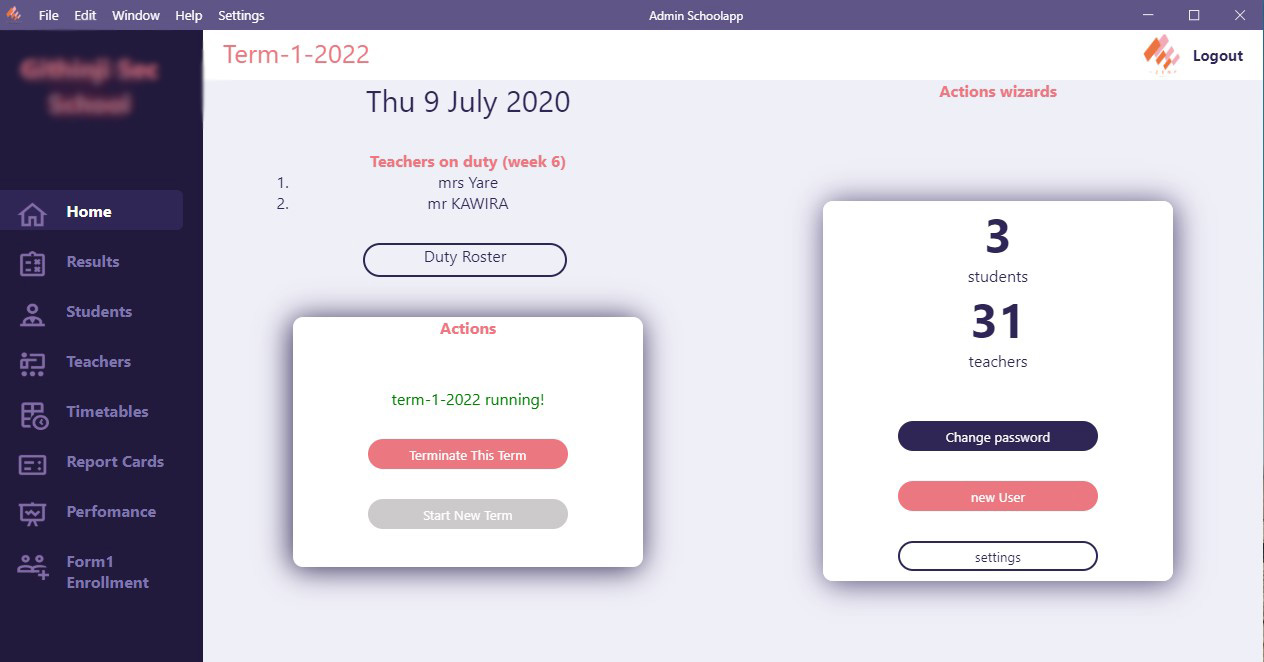 File Edit Window Help Settings
Admin Schoolapp
Githinji Sec
School
Term-1-2022
Logout
Home
Results
Students
Teachers
Timetables
Report Cards
Perfomance
Form1
Enrollment
Thu 9 July 2020
Teachers on duty (week 6)
1. mrs Yare
2. mr KAWIRA
Duty Roster
Actions
term-1-2022 running!
Terminate This Term
Start New Term
Actions wizards
3
students
31
teachers
Change password
new User
settings